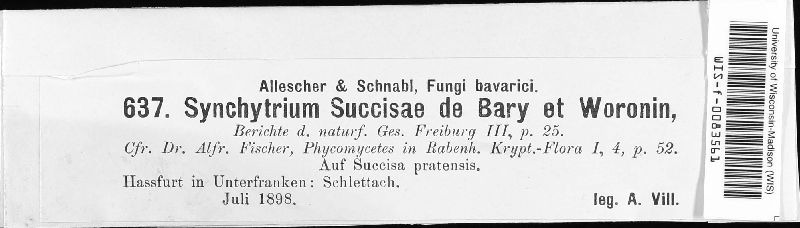 Allescher & Schnabl, Fungi bavarici.
637. Synchytrium Succisae de Bary et Woronin,
Berichte d. naturf. Ges. Freiburg III, p. 25.
Cfr. Dr. Alfr. Fischer, Phycomycetes in Rabenh. Krypt.-Flora I, 4, p. 52.
Auf Succisa pratensis.
Hassfurt in Unterfranken: Schlettach.
Juli 1898. leg. A. Vill.
University of Wisconsin-Madison (WIS)
WIS-f-0083561